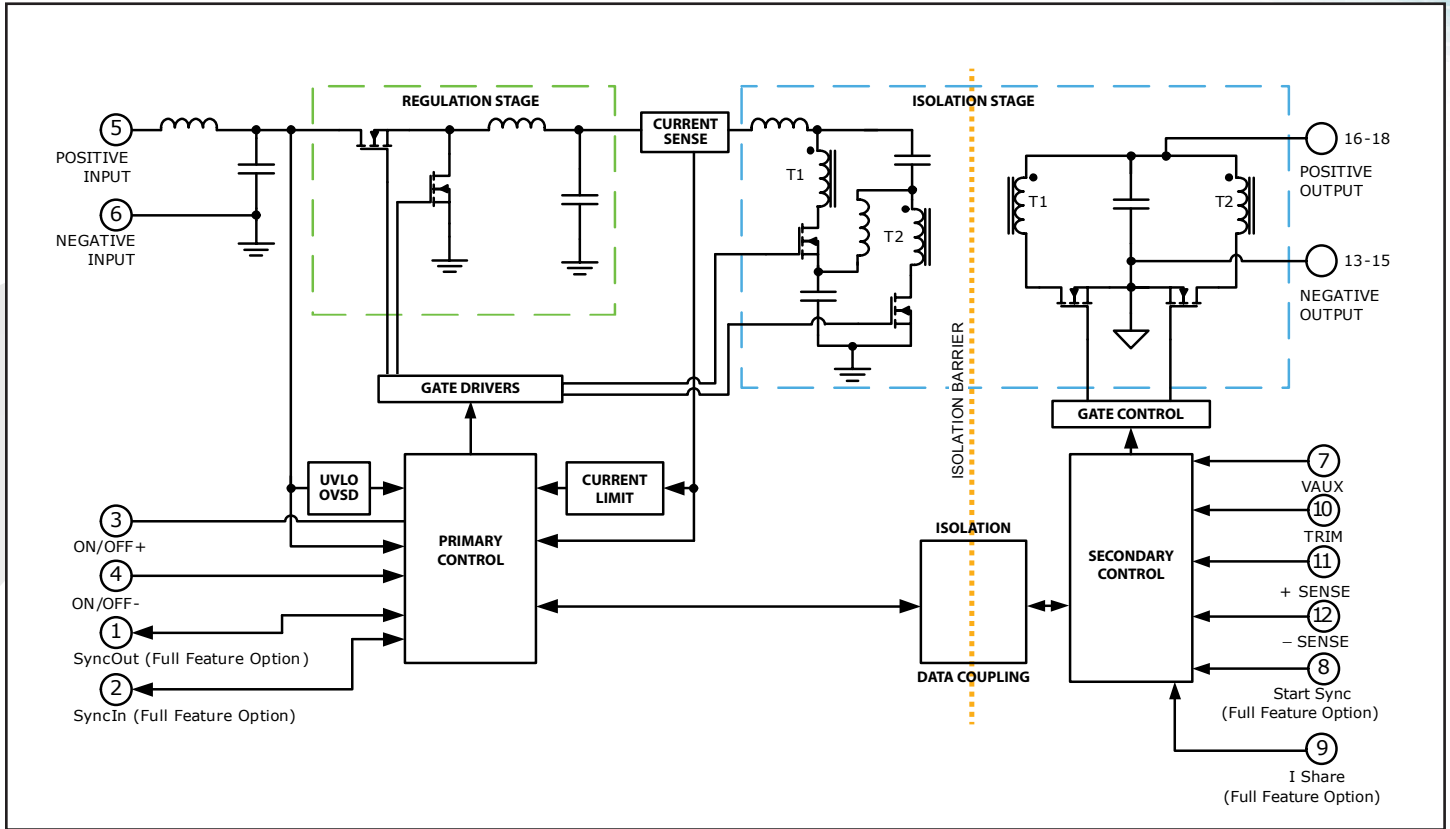 REGULATION STAGE
ISOLATION STAGE
5
POSITIVE
INPUT
6
NEGATIVE
INPUT
CURRENT
SENSE
T1
T2
T1
T2
16-18
POSITIVE
OUTPUT
13-15
NEGATIVE
OUTPUT
ISOLATION BARRIER
GATE DRIVERS
GATE CONTROL
UVLO
OVSD
CURRENT
LIMIT
PRIMARY
CONTROL
3
ON/OFF+
4
ON/OFF-
1
SyncOut (Full Feature Option)
2
SyncIn (Full Feature Option)
ISOLATION
DATA COUPLING
SECONDARY
CONTROL
7
VAUX
10
TRIM
11
+ SENSE
12
− SENSE
8
Start Sync
(Full Feature Option)
9
I Share
(Full Feature Option)